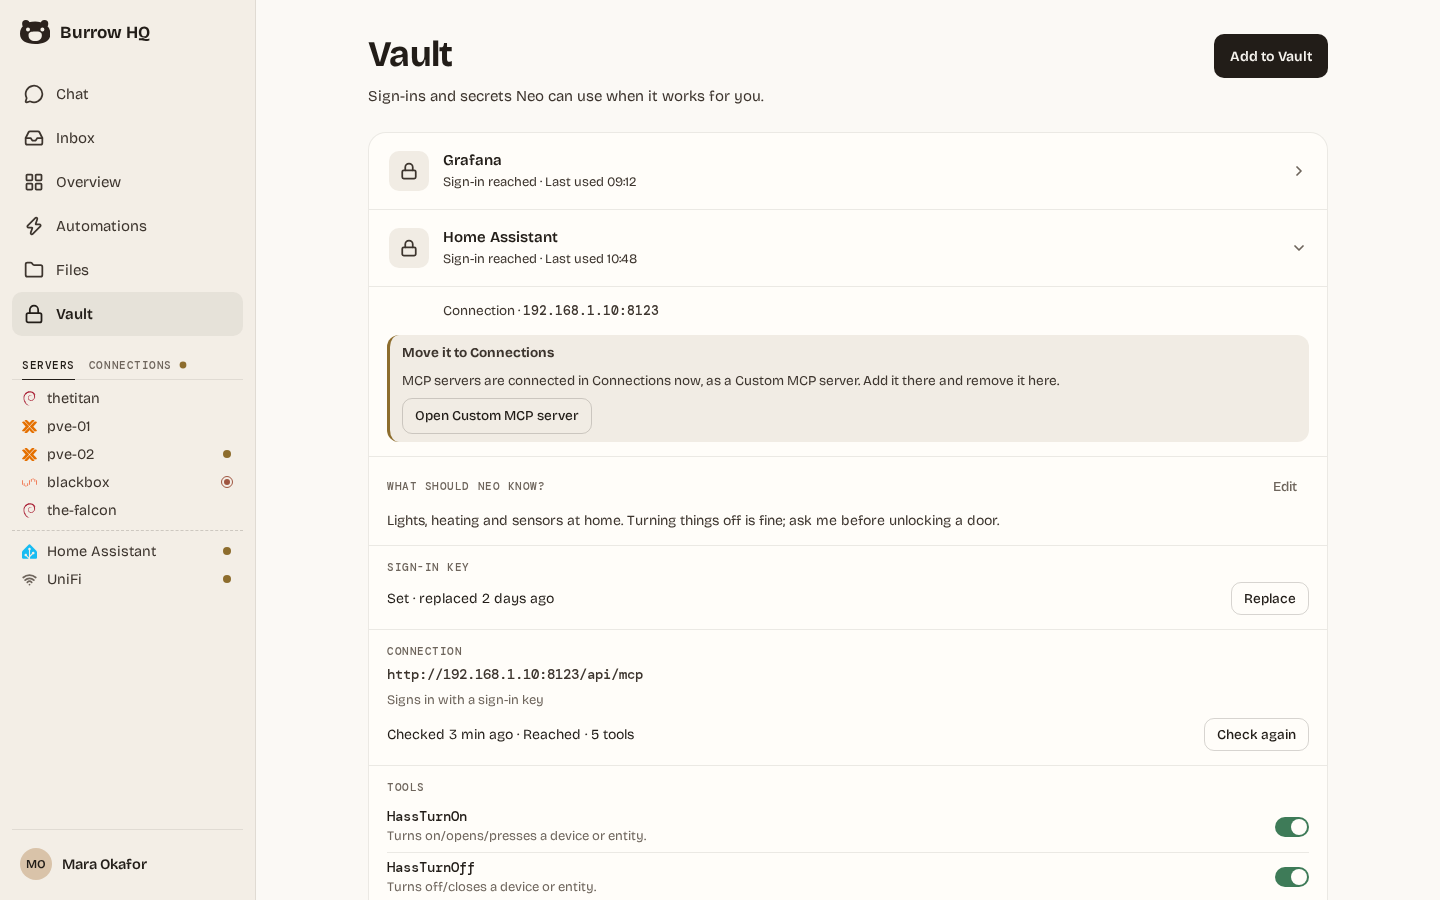 Burrow HQ
Chat
Inbox
Overview
Automations
Files
Vault
SERVERS
CONNECTIONS
thetitan
pve-01
pve-02
blackbox
the-falcon
Home Assistant
UniFi
MO
Mara Okafor
Vault
Add to Vault
Sign-ins and secrets Neo can use when it works for you.
Grafana
Sign-in reached · Last used 09:12
Home Assistant
Sign-in reached · Last used 10:48
Connection · 192.168.1.10:8123
Move it to Connections
MCP servers are connected in Connections now, as a Custom MCP server. Add it there and remove it here.
Open Custom MCP server
WHAT SHOULD NEO KNOW?
Edit
Lights, heating and sensors at home. Turning things off is fine; ask me before unlocking a door.
SIGN-IN KEY
Set · replaced 2 days ago
Replace
CONNECTION
http://192.168.1.10:8123/api/mcp
Signs in with a sign-in key
Checked 3 min ago · Reached · 5 tools
Check again
TOOLS
HassTurnOn
Turns on/opens/presses a device or entity.
HassTurnOff
Turns off/closes a device or entity.